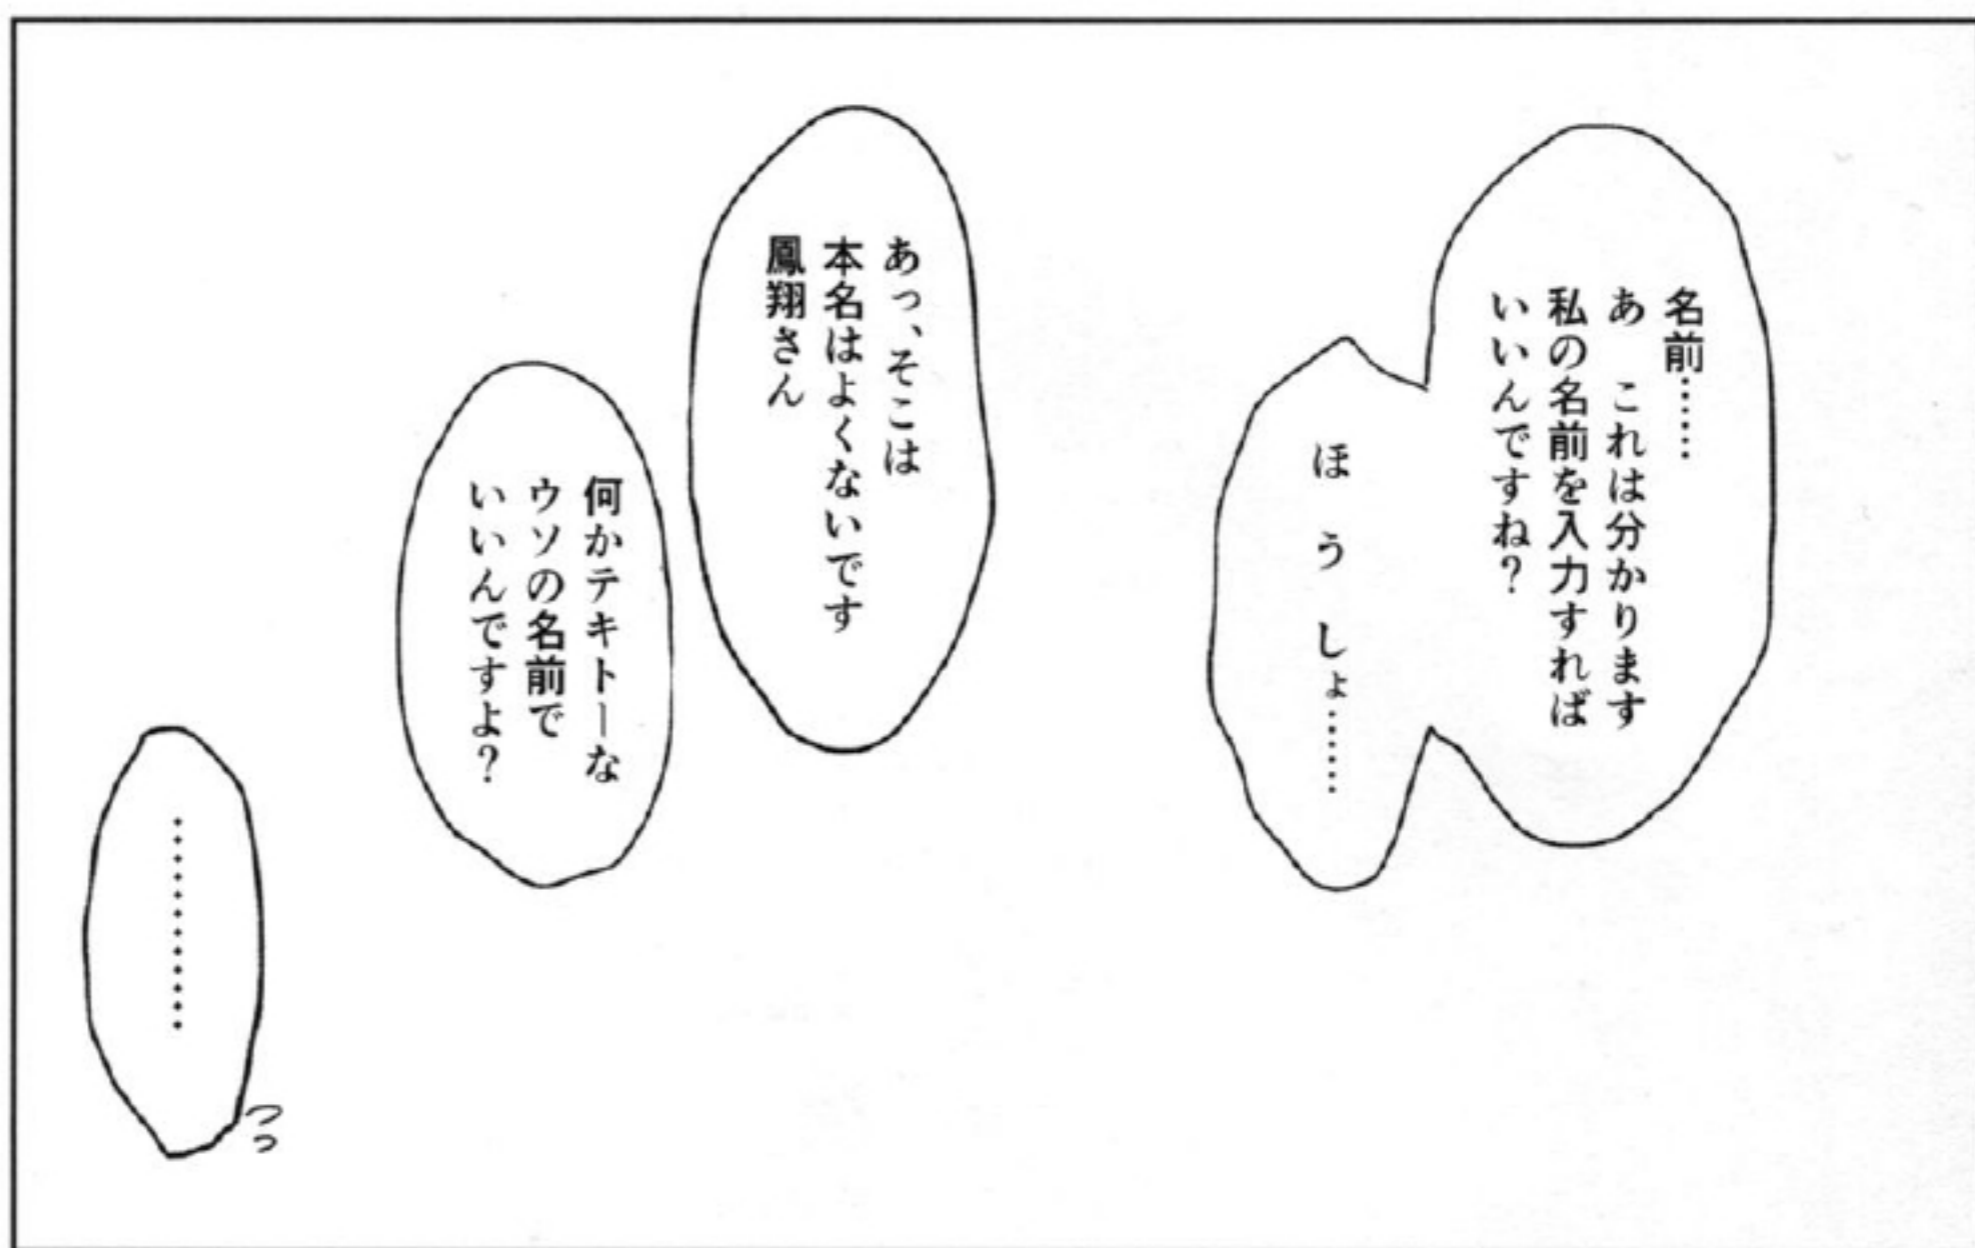 名前……
あ　これは分かります
私の名前を入力すれば
いいんですね？
ほうしょ……
あっ、そこは
本名はよくないです
鳳翔さん
何かテキトーな
ウソの名前で
いいんですよ？
…………
つっ